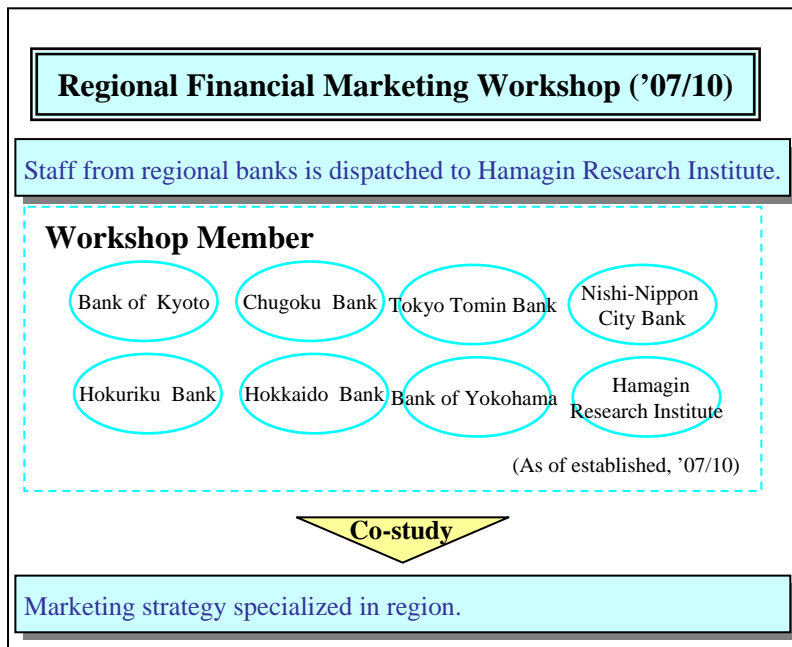 Regional Financial Marketing Workshop (’07/10)
Staff from regional banks is dispatched to Hamagin Research Institute.
Workshop Member
Bank of Kyoto
Chugoku Bank
Tokyo Tomin Bank
Nishi-Nippon
City Bank
Hokuriku Bank
Hokkaido Bank
Bank of Yokohama
Hamagin
Research Institute
(As of established, ’07/10)
Co-study
Marketing strategy specialized in region.